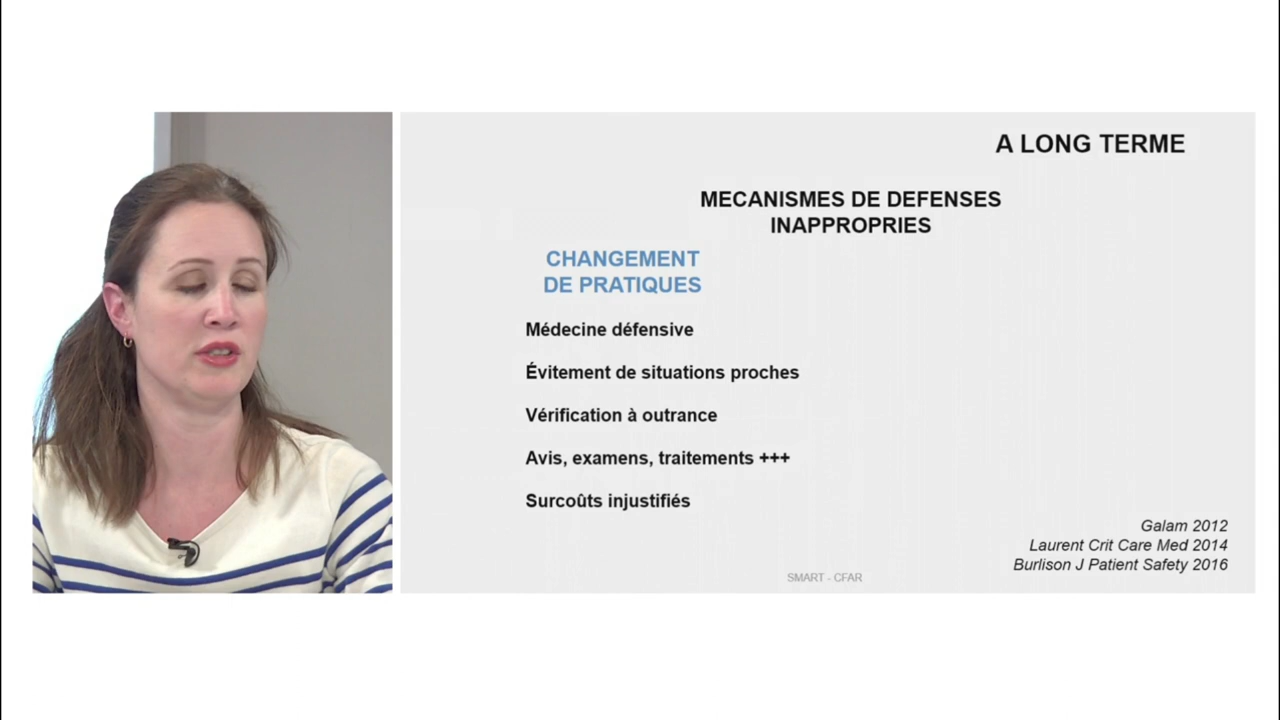 A LONG TERME
MECANISMES DE DEFENSES
INAPPROPRIES
CHANGEMENT
DE PRATIQUES
Médecine défensive
Évitement de situations proches
Vérification à outrance
Avis, examens, traitements +++
Surcoûts injustifiés
Galam 2012
Laurent Crit Care Med 2014
Burlison J Patient Safety 2016
SMART - CFAR